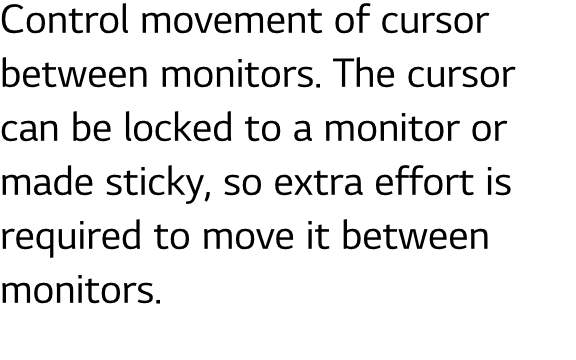 Control movement of cursor
between monitors. The cursor
can be locked to a monitor or
made sticky, so extra effort is
required to move it between
monitors.